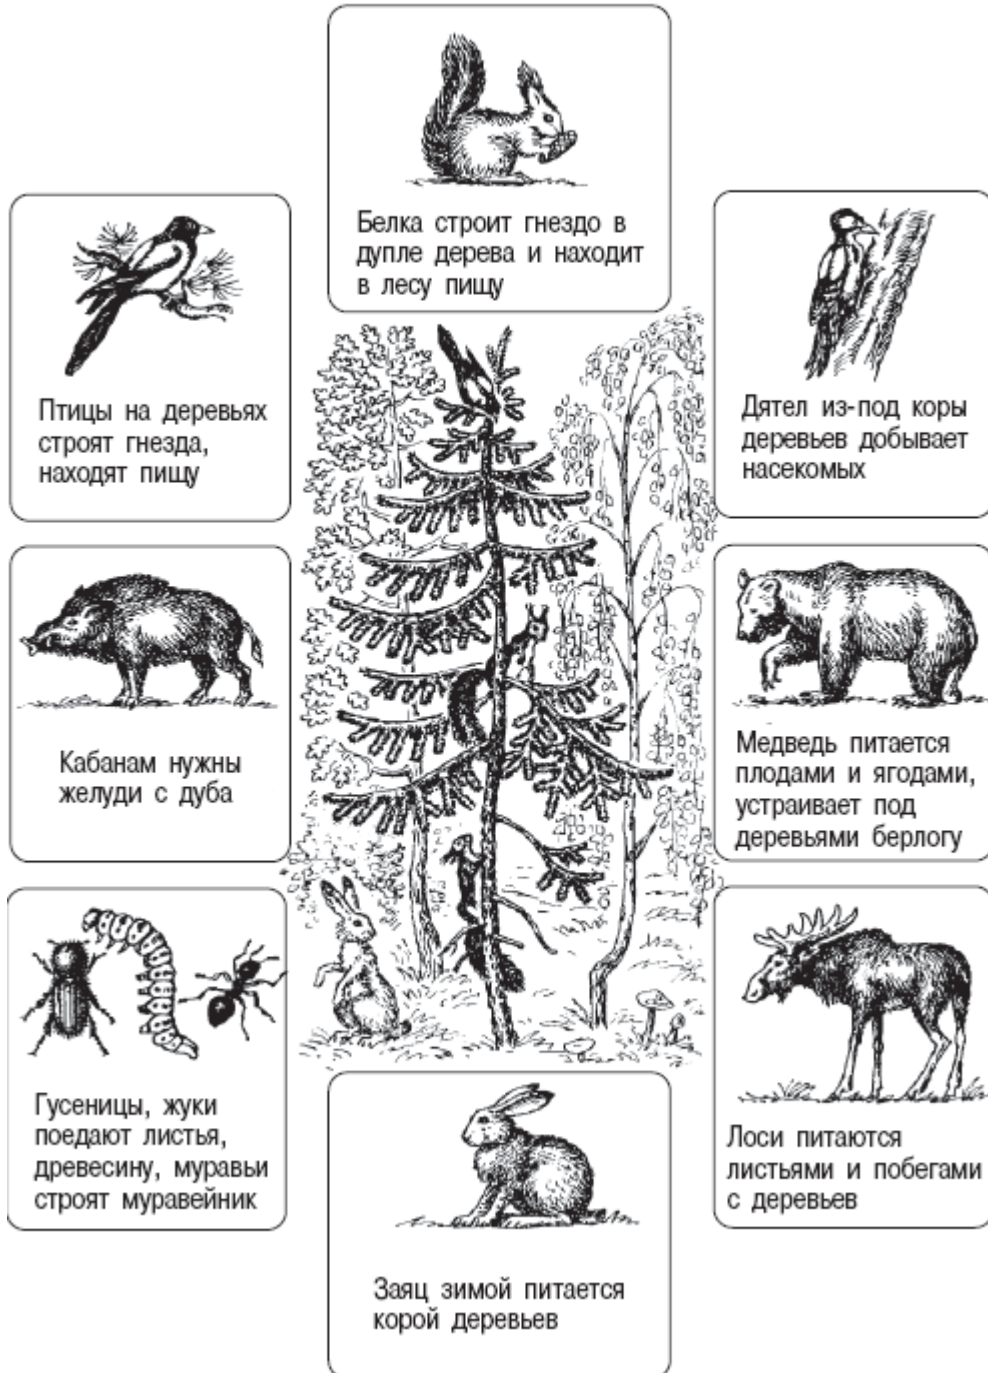 Белка строит гнездо в
дупле дерева и находит
в лесу пищу
Птицы на деревьях
строят гнезда,
находят пищу
Дятел из-под коры
деревьев добывает
насекомых
Кабанам нужны
желуди с дуба
Медведь питается
плодами и ягодами,
устраивает под
деревьями берлогу
Гусеницы, жуки
поедают листья,
древесину, муравьи
строят муравейник
Лоси питаются
листьями и побегами
с деревьев
Заяц зимой питается
корой деревьев